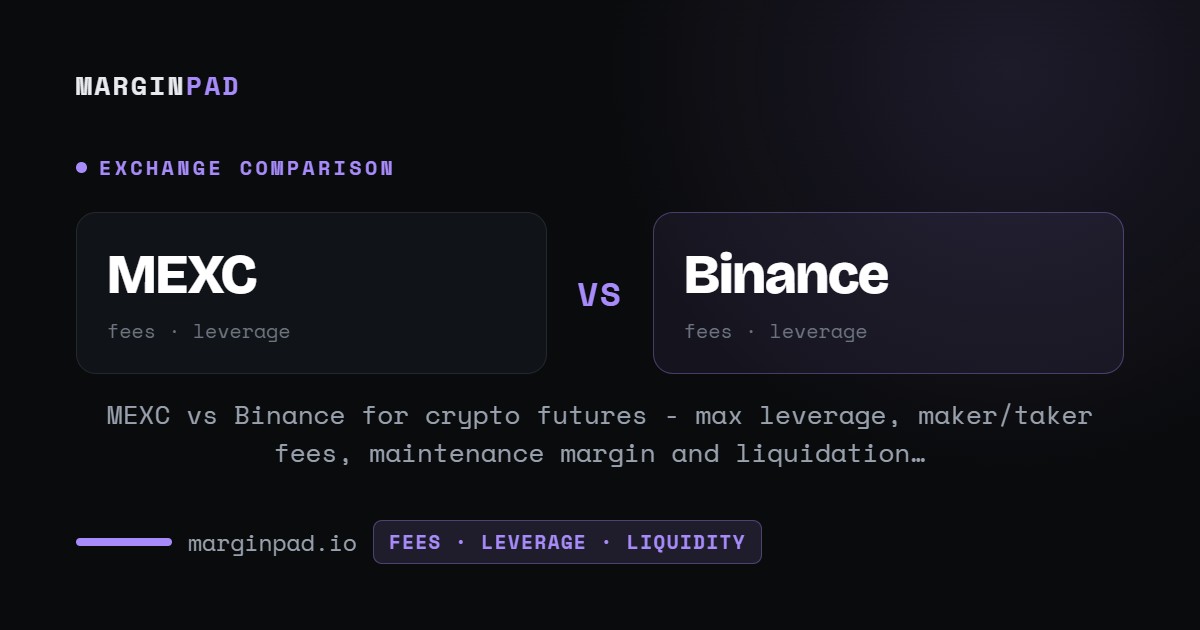 MARGINPAD
EXCHANGE COMPARISON
MEXC
fees · leverage
VS
Binance
fees · leverage
MEXC vs Binance for crypto futures - max leverage, maker/taker
fees, maintenance margin and liquidation…
marginpad.io
FEES · LEVERAGE · LIQUIDITY